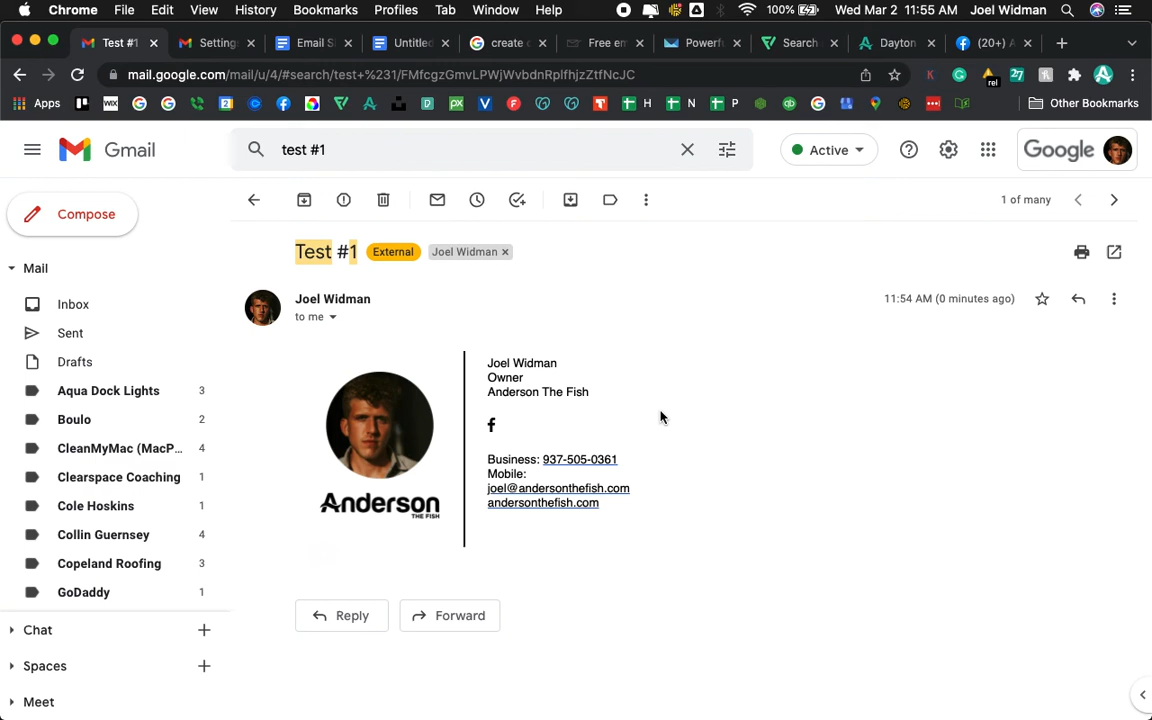 Chrome File Edit View History Bookmarks Profiles Tab Window Help 100% Wed Mar 2 11:55 AM Joel Widman
Test #1 Setting Email S Untitle create Free e Powerf Search Dayton (20+)
mail.google.com/mail/u/4/#search/test+%231/FMfcgzGmvLPWjWvbdnRplfhjzZtfNcJC
Apps H N P Other Bookmarks
Gmail test #1 Active Google
Compose 1 of many
Test #1 External Joel Widman ×
Mail
Joel Widman 11:54 AM (0 minutes ago)
to me
Inbox
Sent
Drafts
Aqua Dock Lights 3
Boulo 2
CleanMyMac (MacP... 4
Clearspace Coaching 1
Cole Hoskins 1
Collin Guernsey 4
Copeland Roofing 3
GoDaddy 1
Chat
Spaces
Meet
Anderson
THE FISH
Joel Widman
Owner
Anderson The Fish
f
Business: 937-505-0361
Mobile:
joel@andersonthefish.com
andersonthefish.com
Reply Forward